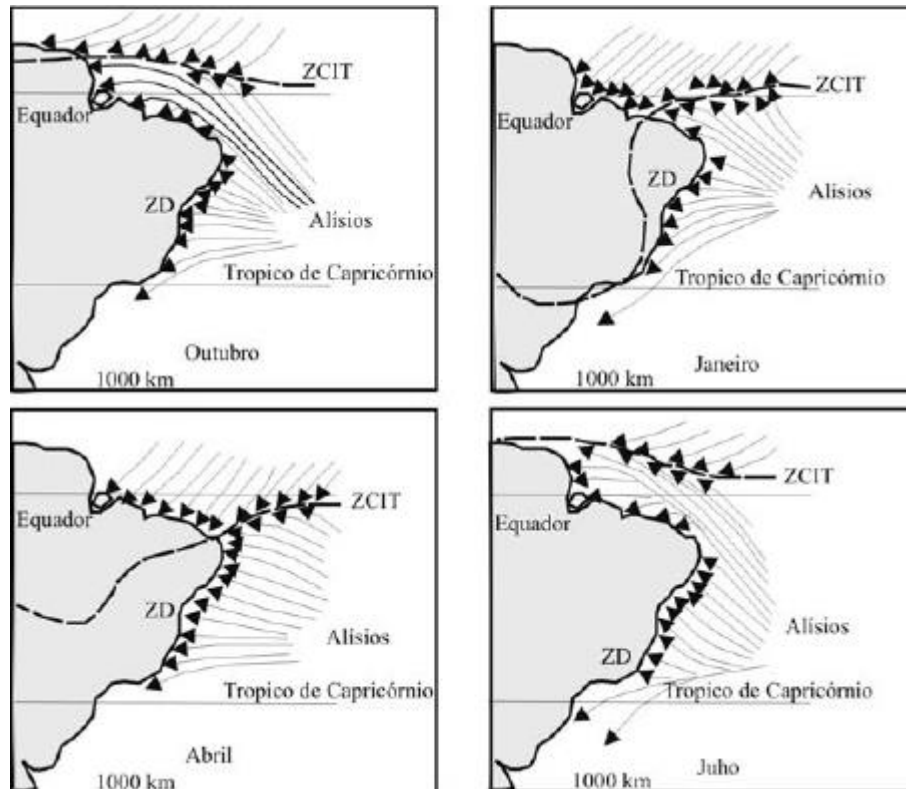 ZCIT
Equador
ZD
Alísios
Tropico de Capricórnio
Outubro
1000 km
ZCIT
Equador
ZD
Alísios
Tropico de Capricórnio
1000 km
Janeiro
ZCIT
Equador
ZD
Alísios
Tropico de Capricórnio
Abril
1000 km
ZCIT
Equador
Alísios
ZD
Tropico de Capricórnio
1000 km
Juho